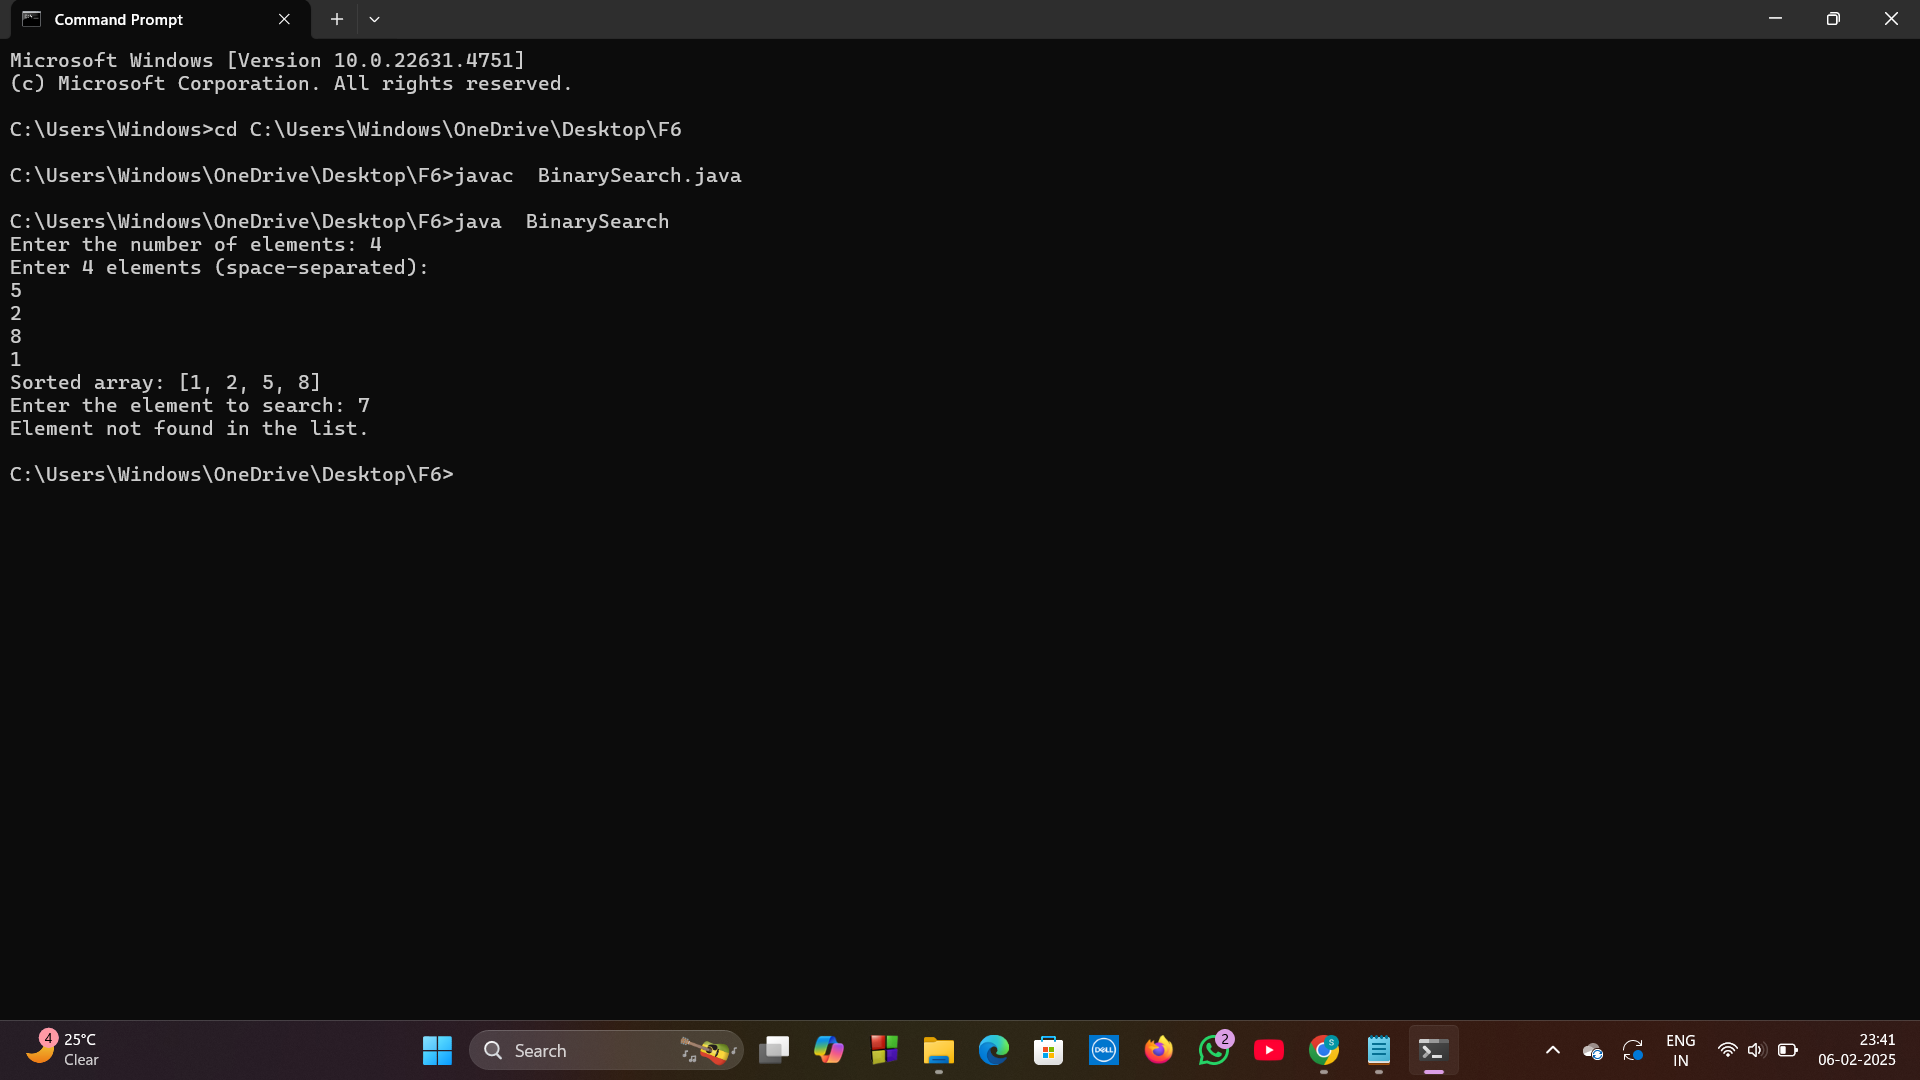 Command Prompt
Microsoft Windows [Version 10.0.22631.4751]
(c) Microsoft Corporation. All rights reserved.
C:\Users\Windows>cd C:\Users\Windows\OneDrive\Desktop\F6
C:\Users\Windows\OneDrive\Desktop\F6>javac  BinarySearch.java
C:\Users\Windows\OneDrive\Desktop\F6>java  BinarySearch
Enter the number of elements: 4
Enter 4 elements (space-separated):
5
2
8
1
Sorted array: [1, 2, 5, 8]
Enter the element to search: 7
Element not found in the list.
C:\Users\Windows\OneDrive\Desktop\F6>
4
25°C
Clear
Search
DELL
2
S
ENG
IN
23:41
06-02-2025